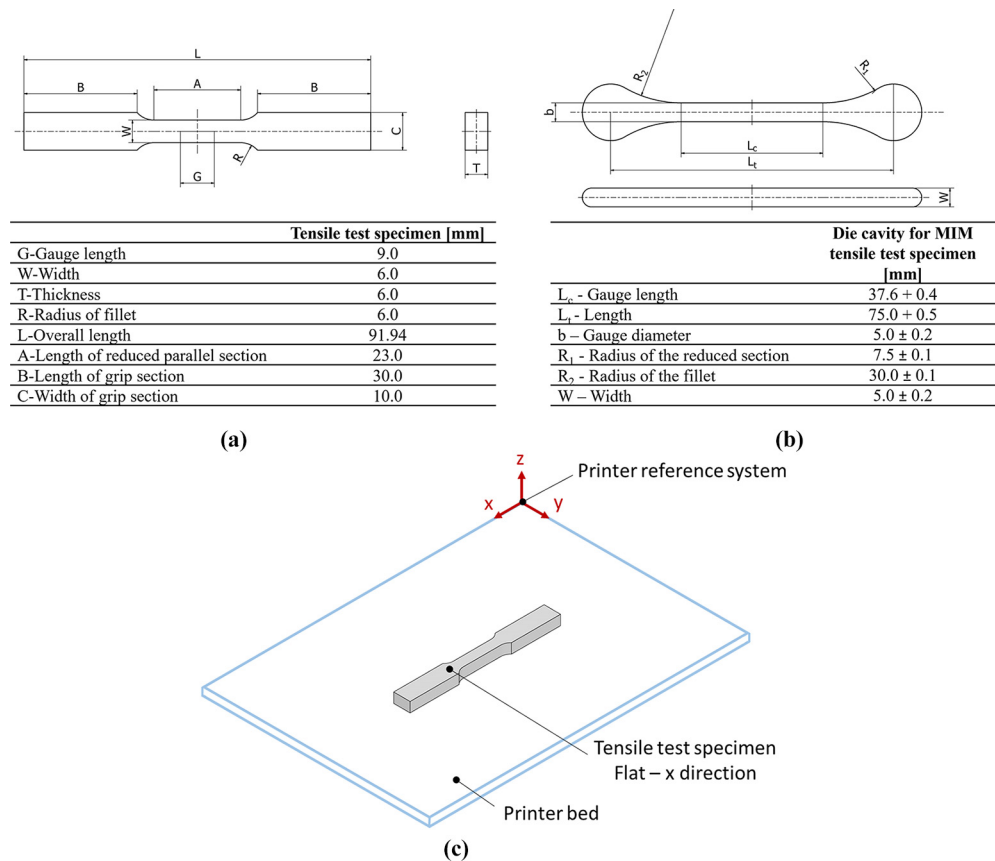 L
B
A
B
W
C
R
G
T
Tensile test specimen [mm]
G-Gauge length 9.0
W-Width 6.0
T-Thickness 6.0
R-Radius of fillet 6.0
L-Overall length 91.94
A-Length of reduced parallel section 23.0
B-Length of grip section 30.0
C-Width of grip section 10.0
(a)
R2
R1
b
Lc
Lt
W
Die cavity for MIM
tensile test specimen
[mm]
Lc - Gauge length 37.6 + 0.4
Lt - Length 75.0 + 0.5
b – Gauge diameter 5.0 ± 0.2
R1 - Radius of the reduced section 7.5 ± 0.1
R2 - Radius of the fillet 30.0 ± 0.1
W – Width 5.0 ± 0.2
(b)
z
Printer reference system
x
y
Tensile test specimen
Flat – x direction
Printer bed
(c)